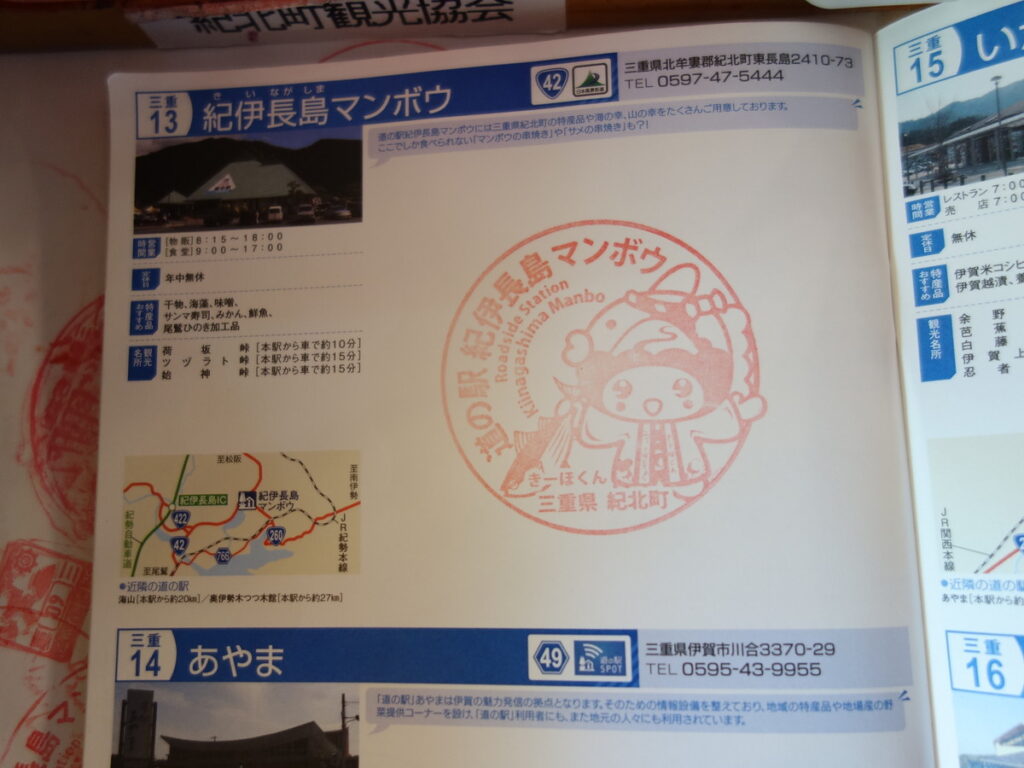 紀北町観光協会
三重
13
きいながしま
紀伊長島マンボウ
42
三重県北牟婁郡紀北町東長島2410-73
TEL 0597-47-5444
道の駅紀伊長島マンボウには三重県紀北町の特産品や海の幸、山の幸をたくさんご用意しております。
ここでしか食べられない「マンボウの串焼き」や「サメの串焼き」も?!
営業時間
[物販]8:15～18:00
[食堂]9:00～17:00
定休日
年中無休
おすすめ特産品
干物、海藻、味噌、
サンマ寿司、みかん、鮮魚、
尾鷲ひのき加工品
観光名所
荷坂峠[本駅から車で約10分]
ツヅラト峠[本駅から車で約15分]
始神峠[本駅から車で約15分]
道の駅 紀伊長島マンボウ
Roadside Station
Kiinagashima Manbo
きーほくん
三重県 紀北町
至松阪
至南伊勢
紀伊長島IC
紀伊長島
マンボウ
422
42
260
紀勢自動車道
JR紀勢本線
至尾鷲
●近隣の道の駅
海山[本駅から約20km]/奥伊勢木つつ木館[本駅から約27km]
三重
14
あやま
49
道の駅
SPOT
三重県伊賀市川合3370-29
TEL 0595-43-9955
「道の駅」あやまは伊賀の魅力発信の拠点となります。そのための情報設備を整えており、地域の特産品や地場産の野
菜提供コーナーを設け、「道の駅」利用者にも、また地元の人々にも利用されています。
三重
15
い
営業時間
レストラン 7:00
売店 7:00
定休日
無休
おすすめ特産品
伊賀米コシヒ
伊賀越漬、
観光名所
余野
芭蕉
白藤
伊賀上
忍者
JR関西本線
●近隣の道の駅
あやま[本駅から約
三重
16